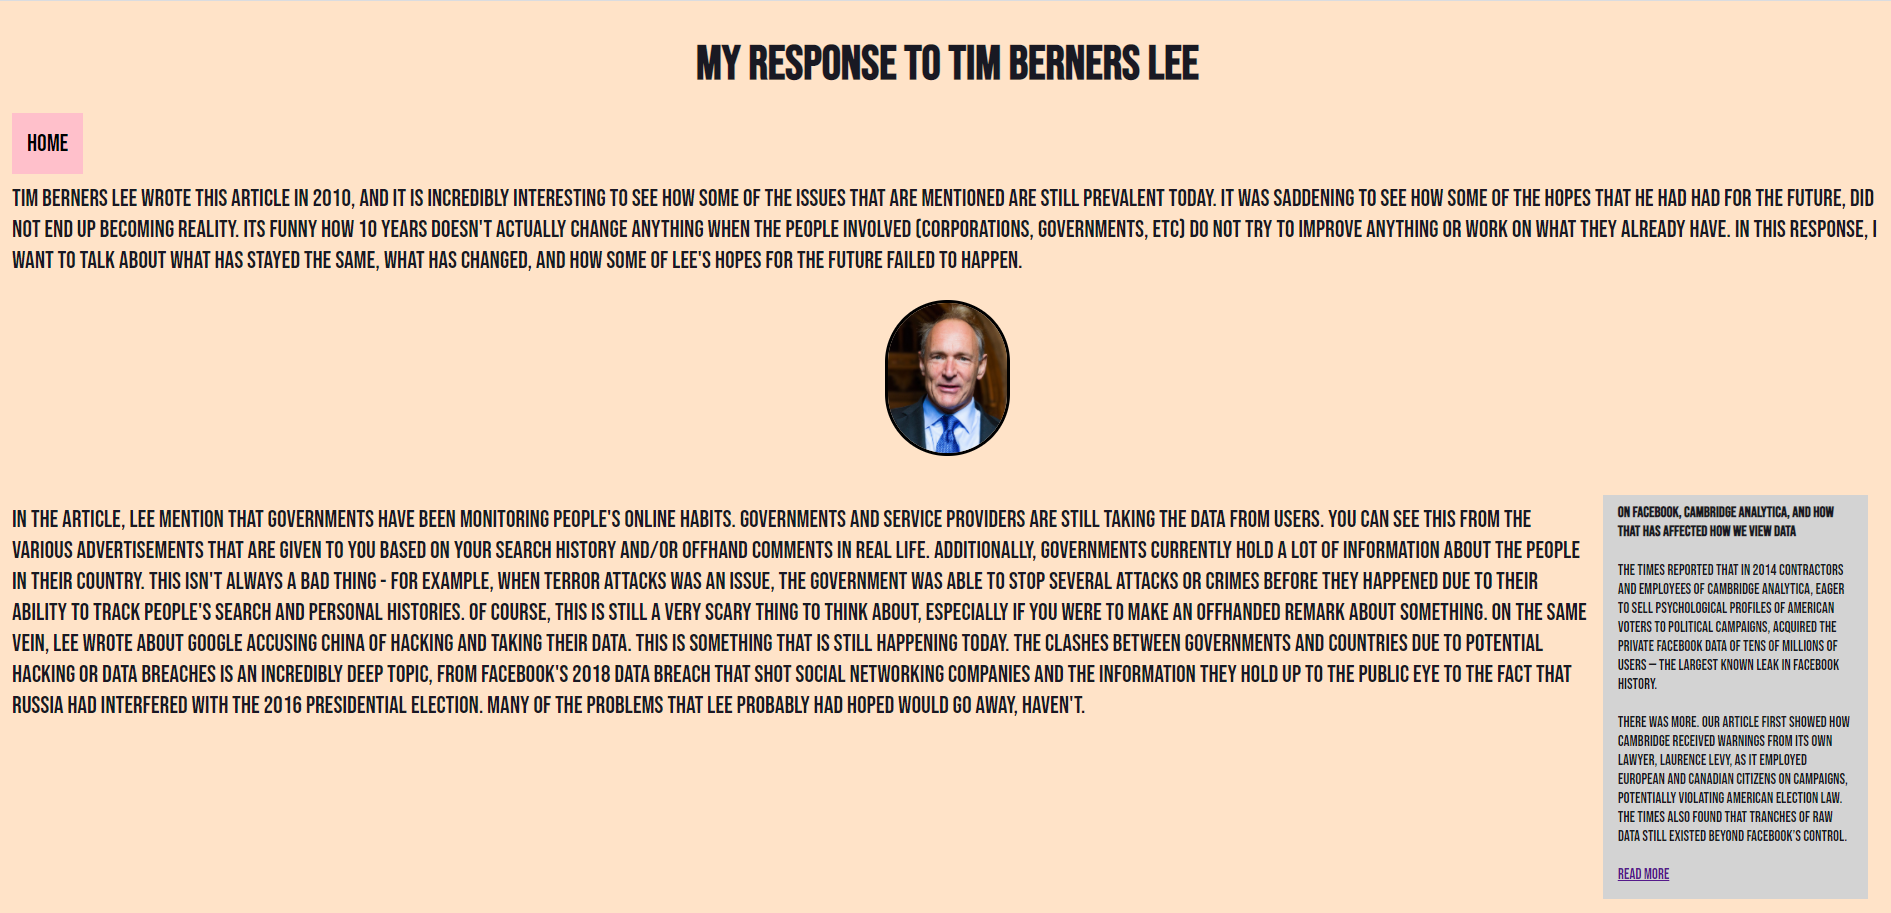 MY RESPONSE TO TIM BERNERS LEE
HOME
TIM BERNERS LEE WROTE THIS ARTICLE IN 2010, AND IT IS INCREDIBLY INTERESTING TO SEE HOW SOME OF THE ISSUES THAT ARE MENTIONED ARE STILL PREVALENT TODAY. IT WAS SADDENING TO SEE HOW SOME OF THE HOPES THAT HE HAD HAD FOR THE FUTURE, DID
NOT END UP BECOMING REALITY. ITS FUNNY HOW 10 YEARS DOESN'T ACTUALLY CHANGE ANYTHING WHEN THE PEOPLE INVOLVED (CORPORATIONS, GOVERNMENTS, ETC) DO NOT TRY TO IMPROVE ANYTHING OR WORK ON WHAT THEY ALREADY HAVE. IN THIS RESPONSE, I
WANT TO TALK ABOUT WHAT HAS STAYED THE SAME, WHAT HAS CHANGED, AND HOW SOME OF LEE'S HOPES FOR THE FUTURE FAILED TO HAPPEN.
IN THE ARTICLE, LEE MENTION THAT GOVERNMENTS HAVE BEEN MONITORING PEOPLE'S ONLINE HABITS. GOVERNMENTS AND SERVICE PROVIDERS ARE STILL TAKING THE DATA FROM USERS. YOU CAN SEE THIS FROM THE
VARIOUS ADVERTISEMENTS THAT ARE GIVEN TO YOU BASED ON YOUR SEARCH HISTORY AND/OR OFFHAND COMMENTS IN REAL LIFE. ADDITIONALLY, GOVERNMENTS CURRENTLY HOLD A LOT OF INFORMATION ABOUT THE PEOPLE
IN THEIR COUNTRY. THIS ISN'T ALWAYS A BAD THING - FOR EXAMPLE, WHEN TERROR ATTACKS WAS AN ISSUE, THE GOVERNMENT WAS ABLE TO STOP SEVERAL ATTACKS OR CRIMES BEFORE THEY HAPPENED DUE TO THEIR
ABILITY TO TRACK PEOPLE'S SEARCH AND PERSONAL HISTORIES. OF COURSE, THIS IS STILL A VERY SCARY THING TO THINK ABOUT, ESPECIALLY IF YOU WERE TO MAKE AN OFFHANDED REMARK ABOUT SOMETHING. ON THE SAME
VEIN, LEE WROTE ABOUT GOOGLE ACCUSING CHINA OF HACKING AND TAKING THEIR DATA. THIS IS SOMETHING THAT IS STILL HAPPENING TODAY. THE CLASHES BETWEEN GOVERNMENTS AND COUNTRIES DUE TO POTENTIAL
HACKING OR DATA BREACHES IS AN INCREDIBLY DEEP TOPIC, FROM FACEBOOK'S 2018 DATA BREACH THAT SHOT SOCIAL NETWORKING COMPANIES AND THE INFORMATION THEY HOLD UP TO THE PUBLIC EYE TO THE FACT THAT
RUSSIA HAD INTERFERED WITH THE 2016 PRESIDENTIAL ELECTION. MANY OF THE PROBLEMS THAT LEE PROBABLY HAD HOPED WOULD GO AWAY, HAVEN'T.
ON FACEBOOK, CAMBRIDGE ANALYTICA, AND HOW
THAT HAS AFFECTED HOW WE VIEW DATA
THE TIMES REPORTED THAT IN 2014 CONTRACTORS
AND EMPLOYEES OF CAMBRIDGE ANALYTICA, EAGER
TO SELL PSYCHOLOGICAL PROFILES OF AMERICAN
VOTERS TO POLITICAL CAMPAIGNS, ACQUIRED THE
PRIVATE FACEBOOK DATA OF TENS OF MILLIONS OF
USERS — THE LARGEST KNOWN LEAK IN FACEBOOK
HISTORY.
THERE WAS MORE. OUR ARTICLE FIRST SHOWED HOW
CAMBRIDGE RECEIVED WARNINGS FROM ITS OWN
LAWYER, LAURENCE LEVY, AS IT EMPLOYED
EUROPEAN AND CANADIAN CITIZENS ON CAMPAIGNS,
POTENTIALLY VIOLATING AMERICAN ELECTION LAW.
THE TIMES ALSO FOUND THAT TRANCHES OF RAW
DATA STILL EXISTED BEYOND FACEBOOK'S CONTROL.
READ MORE